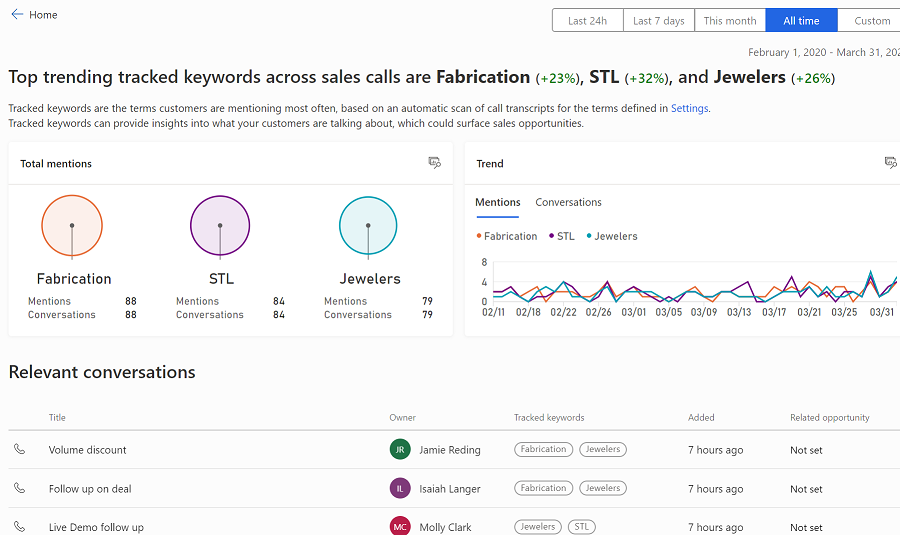 Home
Last 24h Last 7 days This month All time Custom
February 1, 2020 - March 31,
Top trending tracked keywords across sales calls are Fabrication (+23%), STL (+32%), and Jewelers (+26%)
Tracked keywords are the terms customers are mentioning most often, based on an automatic scan of call transcripts for the terms defined in Settings.
Tracked keywords can provide insights into what your customers are talking about, which could surface sales opportunities.
Total mentions
Fabrication STL Jewelers
Mentions 88 Mentions 84 Mentions 79
Conversations 88 Conversations 84 Conversations 79
Trend
Mentions Conversations
Fabrication STL Jewelers
8
4
0
02/11 02/18 02/22 02/26 03/01 03/05 03/09 03/13 03/17 03/21 03/25 03/31
Relevant conversations
Title Owner Tracked keywords Added Related opportunity
Volume discount JR Jamie Reding Fabrication Jewelers 7 hours ago Not set
Follow up on deal IL Isaiah Langer Fabrication Jewelers 7 hours ago Not set
Live Demo follow up MC Molly Clark Jewelers STL 7 hours ago Not set